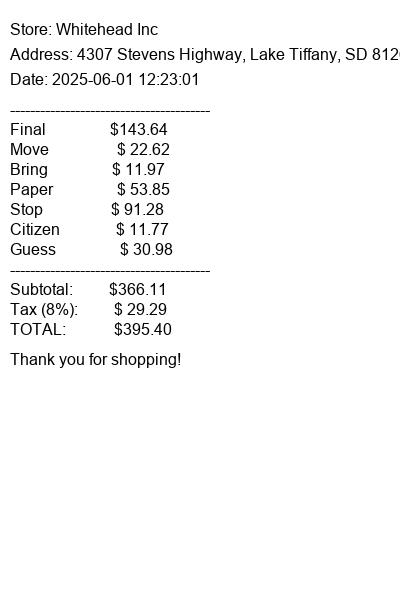 Store: Whitehead Inc
Address: 4307 Stevens Highway, Lake Tiffany, SD 812
Date: 2025-06-01 12:23:01
----------------------------------------
Final $143.64
Move $ 22.62
Bring $ 11.97
Paper $ 53.85
Stop $ 91.28
Citizen $ 11.77
Guess $ 30.98
----------------------------------------
Subtotal: $366.11
Tax (8%): $ 29.29
TOTAL: $395.40
Thank you for shopping!